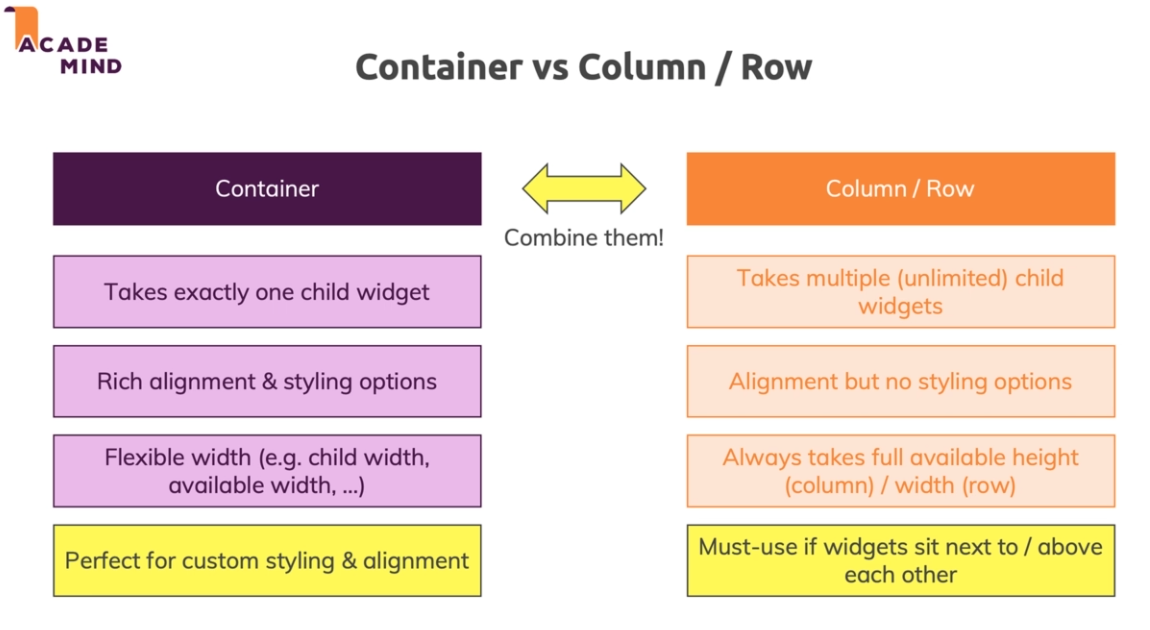 ACADE
MIND
Container vs Column / Row
Container
Column / Row
Combine them!
Takes exactly one child widget
Takes multiple (unlimited) child
widgets
Rich alignment & styling options
Alignment but no styling options
Flexible width (e.g. child width,
available width, ...)
Always takes full available height
(column) / width (row)
Perfect for custom styling & alignment
Must-use if widgets sit next to / above
each other